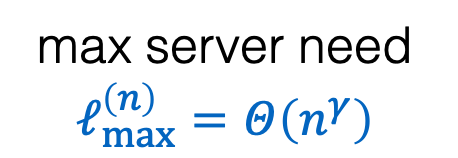 max server need
ℓ_max^(n) = Θ(n^γ)